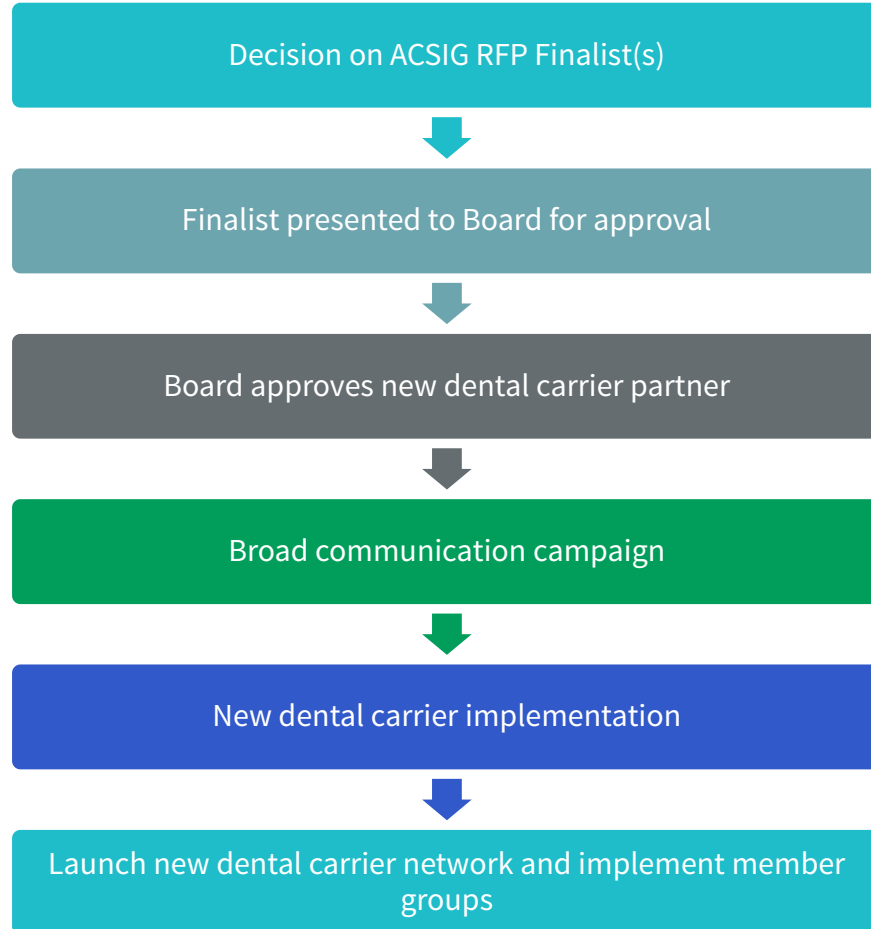 Decision on ACSIG RFP Finalist(s)
Finalist presented to Board for approval
Board approves new dental carrier partner
Broad communication campaign
New dental carrier implementation
Launch new dental carrier network and implement member
groups